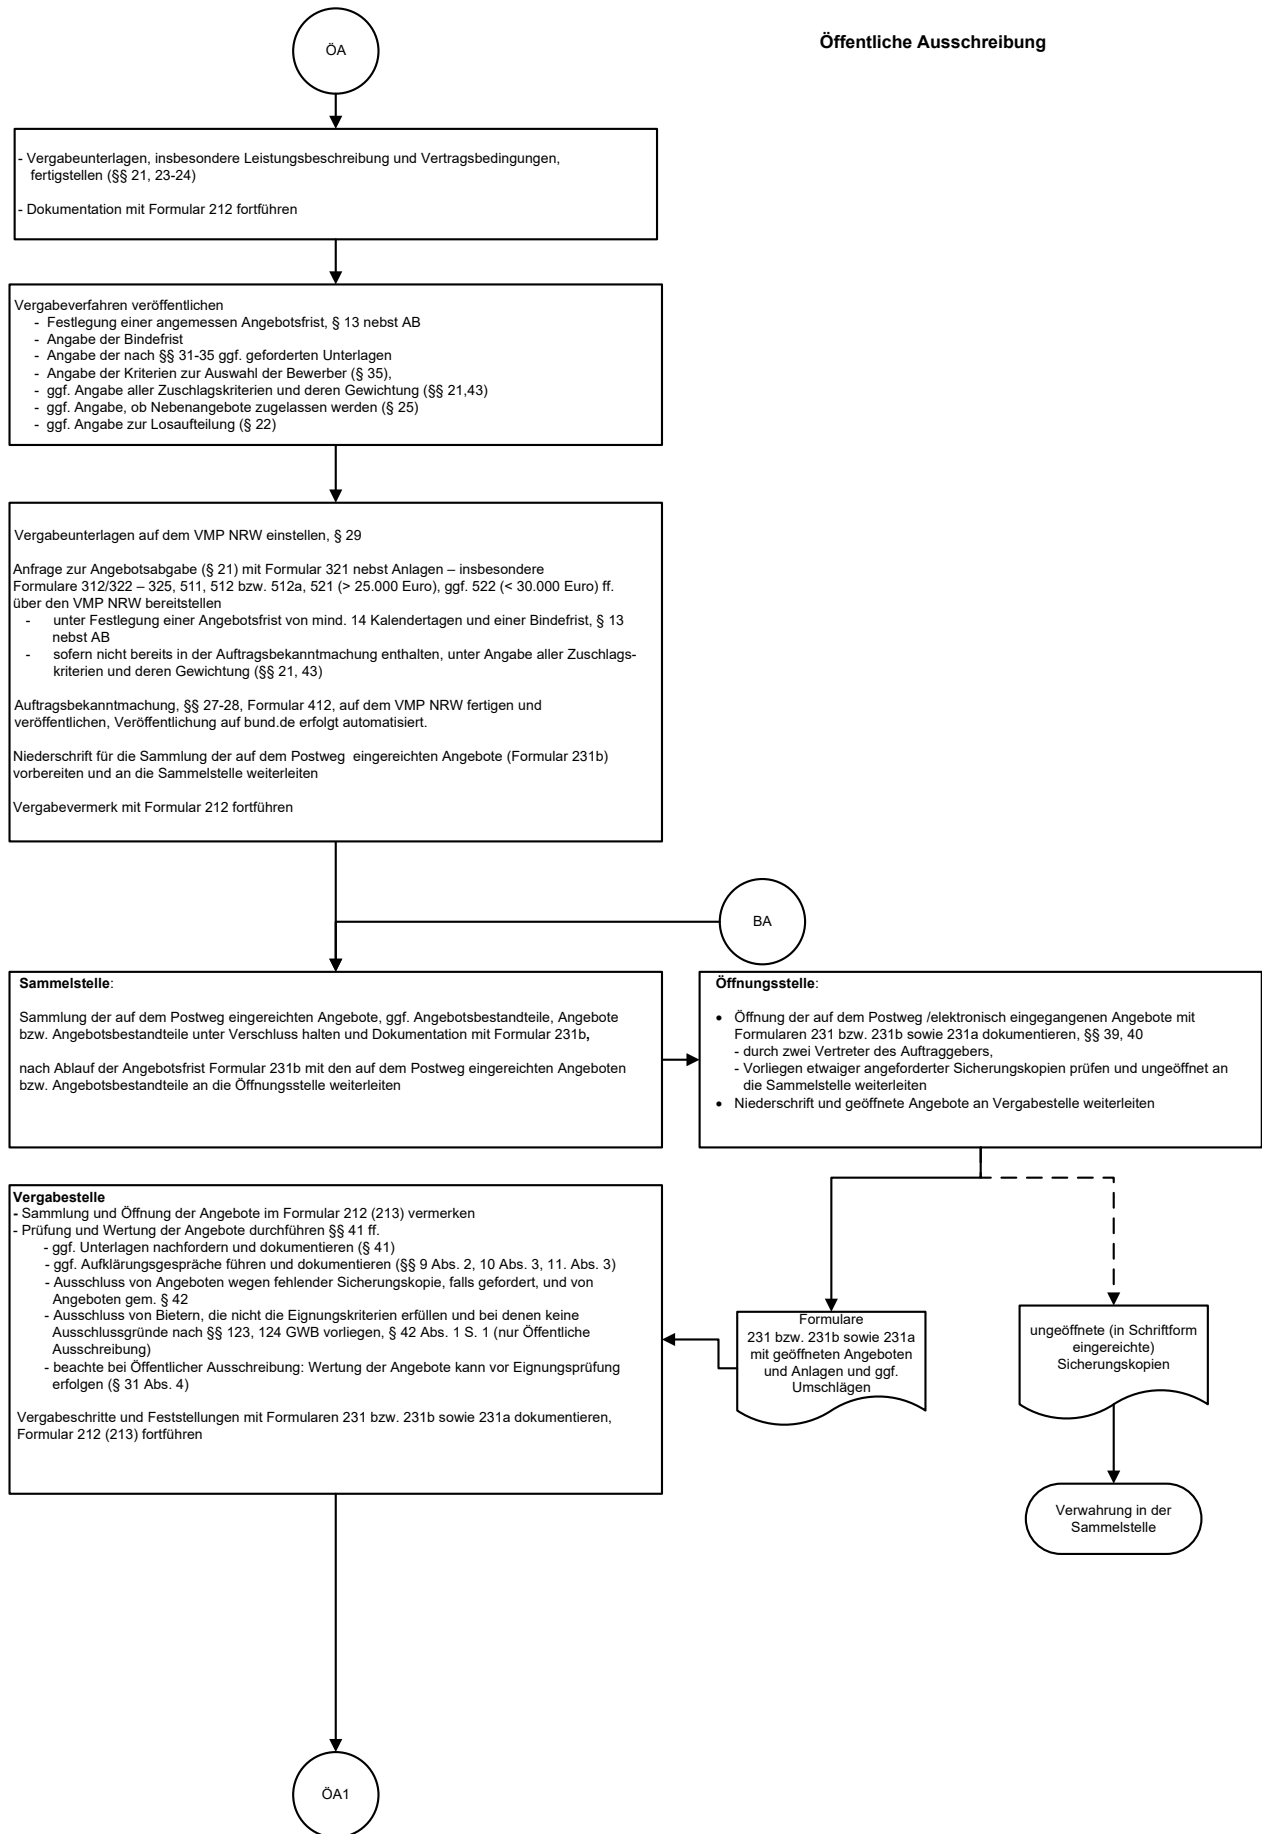 ÖA
Öffentliche Ausschreibung
- Vergabeunterlagen, insbesondere Leistungsbeschreibung und Vertragsbedingungen,
fertigstellen (§§ 21, 23-24)
- Dokumentation mit Formular 212 fortführen
Vergabeverfahren veröffentlichen
- Festlegung einer angemessen Angebotsfrist, § 13 nebst AB
- Angabe der Bindefrist
- Angabe der nach §§ 31-35 ggf. geforderten Unterlagen
- Angabe der Kriterien zur Auswahl der Bewerber (§ 35),
- ggf. Angabe aller Zuschlagskriterien und deren Gewichtung (§§ 21,43)
- ggf. Angabe, ob Nebenangebote zugelassen werden (§ 25)
- ggf. Angabe zur Losaufteilung (§ 22)
Vergabeunterlagen auf dem VMP NRW einstellen, § 29
Anfrage zur Angebotsabgabe (§ 21) mit Formular 321 nebst Anlagen – insbesondere
Formulare 312/322 – 325, 511, 512 bzw. 512a, 521 (> 25.000 Euro), ggf. 522 (< 30.000 Euro) ff.
über den VMP NRW bereitstellen
- unter Festlegung einer Angebotsfrist von mind. 14 Kalendertagen und einer Bindefrist, § 13
nebst AB
- sofern nicht bereits in der Auftragsbekanntmachung enthalten, unter Angabe aller Zuschlags-
kriterien und deren Gewichtung (§§ 21, 43)
Auftragsbekanntmachung, §§ 27-28, Formular 412, auf dem VMP NRW fertigen und
veröffentlichen, Veröffentlichung auf bund.de erfolgt automatisiert.
Niederschrift für die Sammlung der auf dem Postweg eingereichten Angebote (Formular 231b)
vorbereiten und an die Sammelstelle weiterleiten
Vergabevermerk mit Formular 212 fortführen
BA
Sammelstelle:
Sammlung der auf dem Postweg eingereichten Angebote, ggf. Angebotsbestandteile, Angebote
bzw. Angebotsbestandteile unter Verschluss halten und Dokumentation mit Formular 231b,
nach Ablauf der Angebotsfrist Formular 231b mit den auf dem Postweg eingereichten Angeboten
bzw. Angebotsbestandteile an die Öffnungsstelle weiterleiten
Öffnungsstelle:
• Öffnung der auf dem Postweg /elektronisch eingegangenen Angebote mit
Formularen 231 bzw. 231b sowie 231a dokumentieren, §§ 39, 40
- durch zwei Vertreter des Auftraggebers,
- Vorliegen etwaiger angeforderter Sicherungskopien prüfen und ungeöffnet an
die Sammelstelle weiterleiten
• Niederschrift und geöffnete Angebote an Vergabestelle weiterleiten
Vergabestelle
- Sammlung und Öffnung der Angebote im Formular 212 (213) vermerken
- Prüfung und Wertung der Angebote durchführen §§ 41 ff.
- ggf. Unterlagen nachfordern und dokumentieren (§ 41)
- ggf. Aufklärungsgespräche führen und dokumentieren (§§ 9 Abs. 2, 10 Abs. 3, 11. Abs. 3)
- Ausschluss von Angeboten wegen fehlender Sicherungskopie, falls gefordert, und von
Angeboten gem. § 42
- Ausschluss von Bietern, die nicht die Eignungskriterien erfüllen und bei denen keine
Ausschlussgründe nach §§ 123, 124 GWB vorliegen, § 42 Abs. 1 S. 1 (nur Öffentliche
Ausschreibung)
- beachte bei Öffentlicher Ausschreibung: Wertung der Angebote kann vor Eignungsprüfung
erfolgen (§ 31 Abs. 4)
Vergabeschritte und Feststellungen mit Formularen 231 bzw. 231b sowie 231a dokumentieren,
Formular 212 (213) fortführen
Formulare
231 bzw. 231b sowie 231a
mit geöffneten Angeboten
und Anlagen und ggf.
Umschlägen
ungeöffnete (in Schriftform
eingereichte)
Sicherungskopien
Verwahrung in der
Sammelstelle
ÖA1